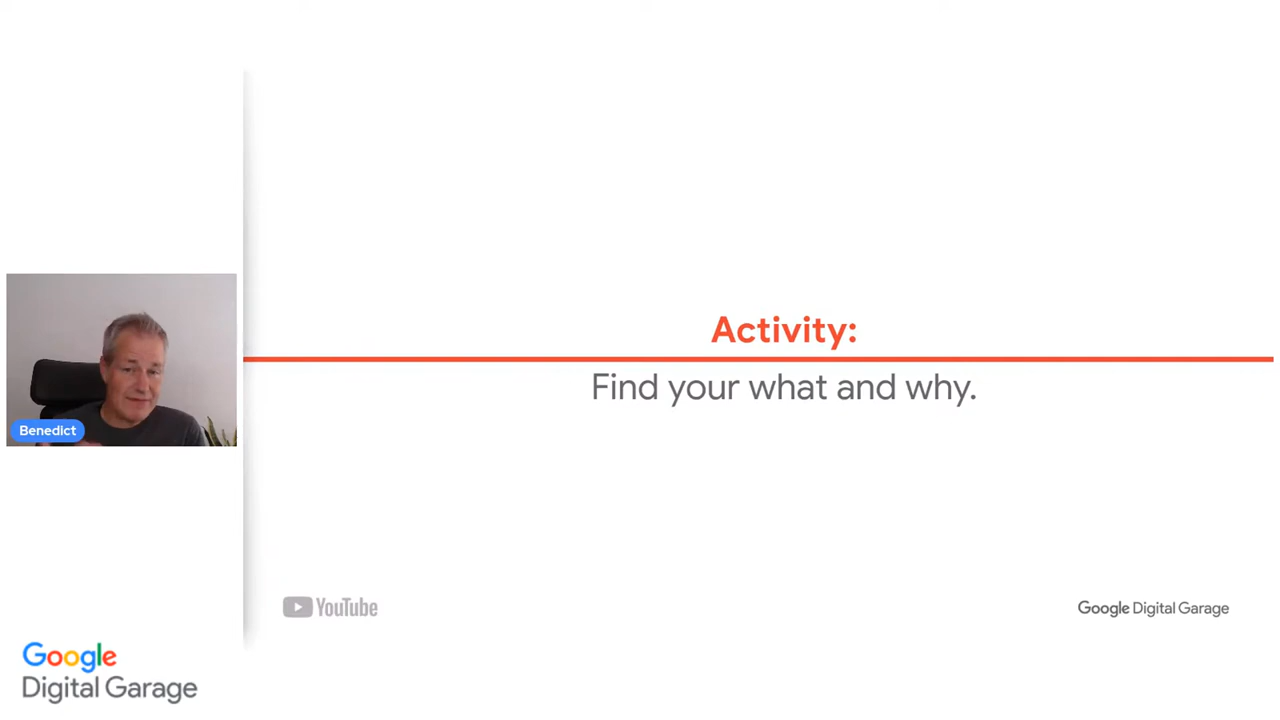 Activity:
Find your what and why.
Benedict
YouTube
Google Digital Garage
Google
Digital Garage